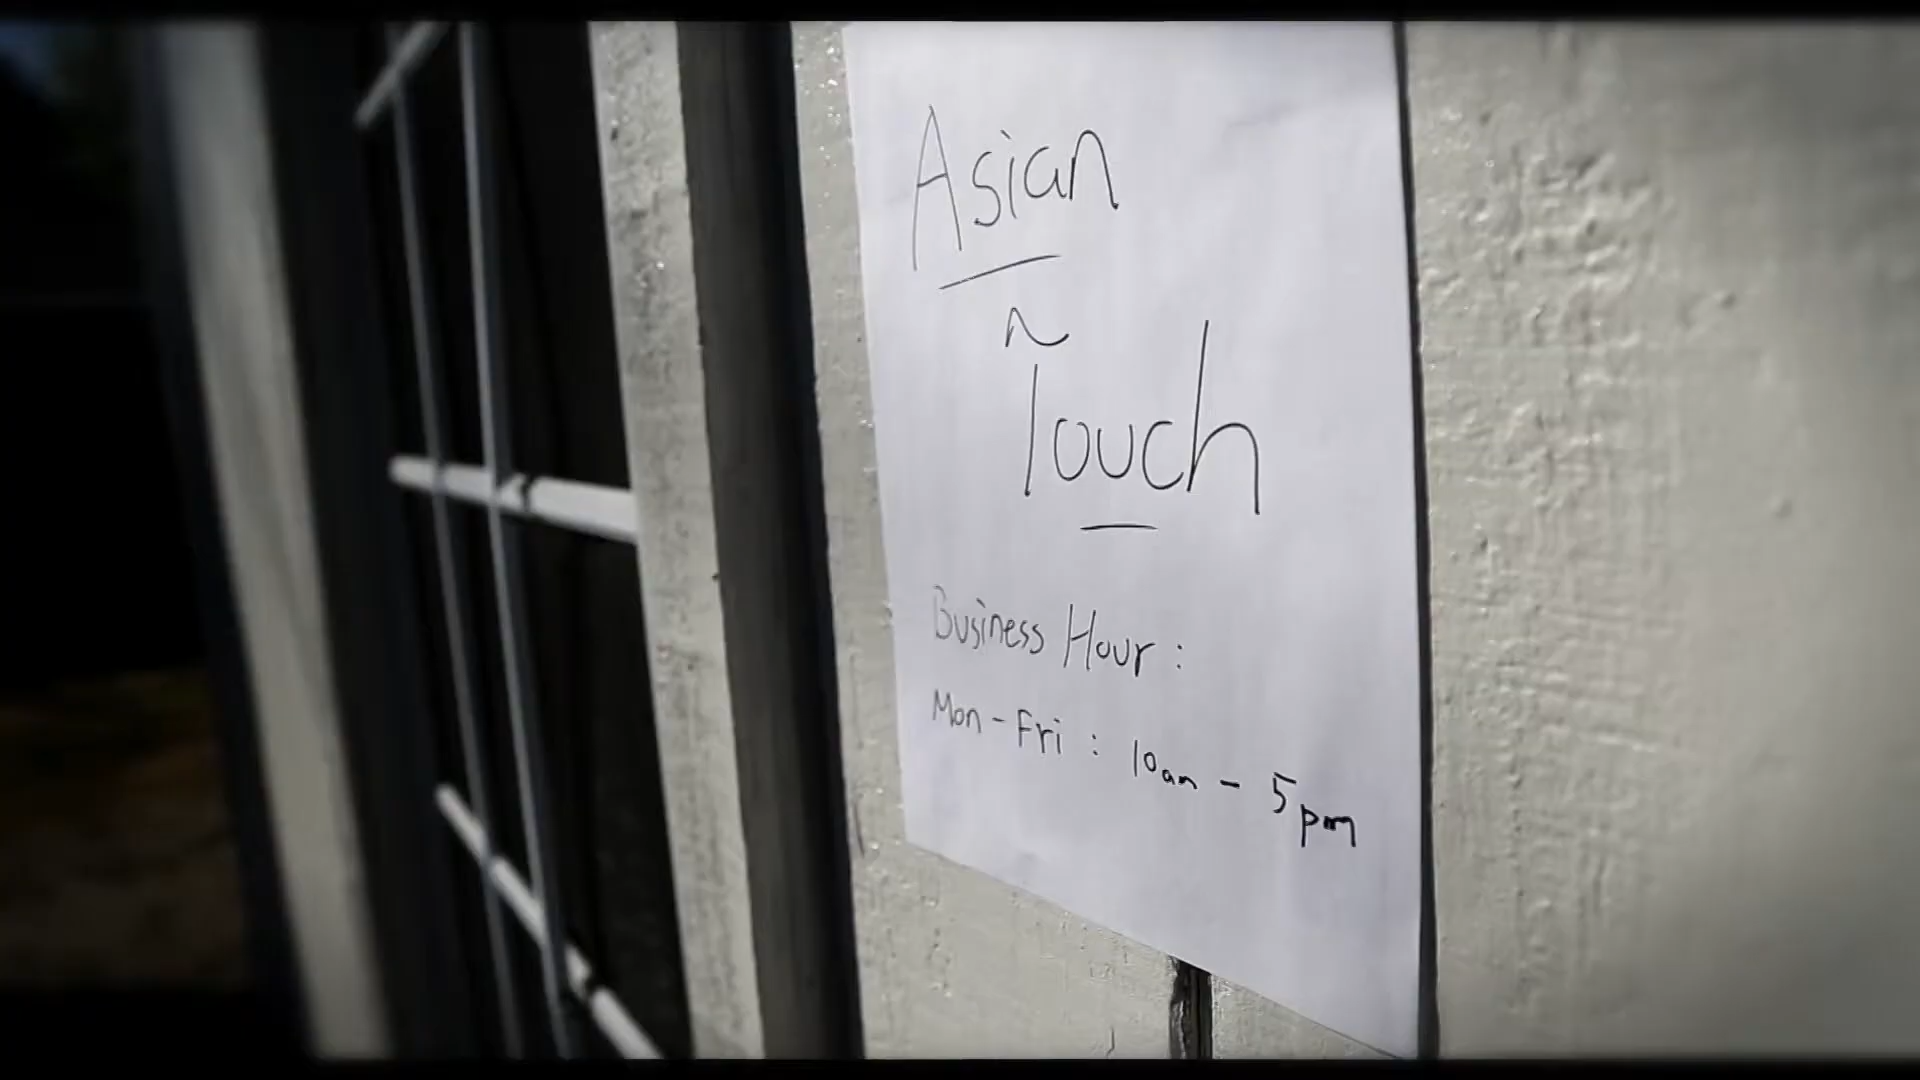 Asian
~
Touch
Business Hour :
Mon-Fri : 10am - 5pm